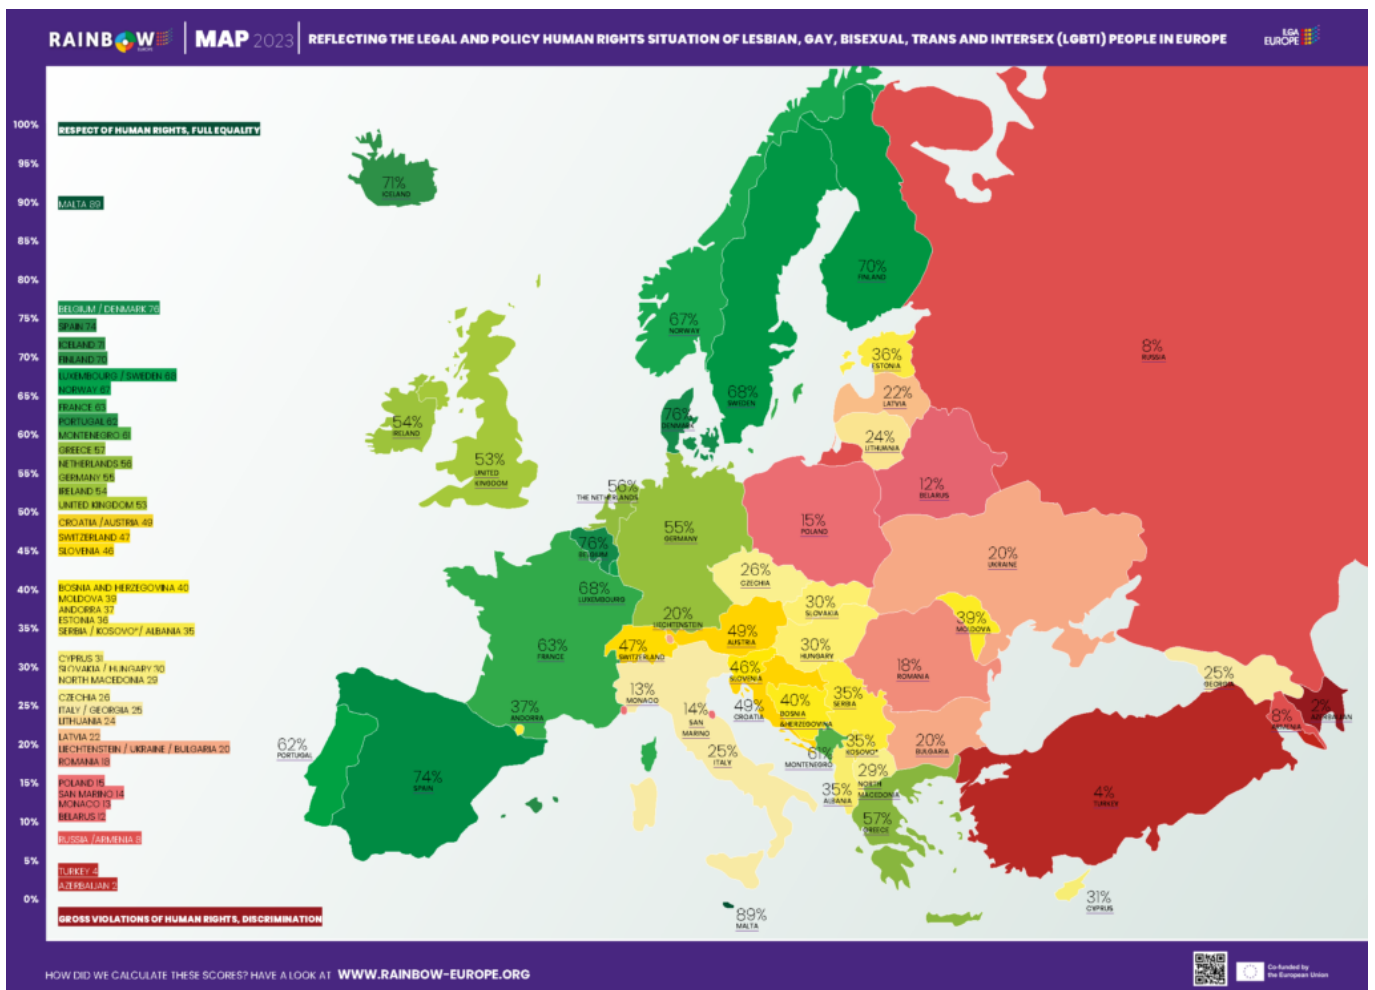 RAINBOW EUROPE | MAP 2023 | REFLECTING THE LEGAL AND POLICY HUMAN RIGHTS SITUATION OF LESBIAN, GAY, BISEXUAL, TRANS AND INTERSEX (LGBTI) PEOPLE IN EUROPE
ILGA
EUROPE
100%
RESPECT OF HUMAN RIGHTS, FULL EQUALITY
95%
90%
MALTA 89
85%
80%
BELGIUM / DENMARK 76
75%
SPAIN 74
ICELAND 71
70%
FINLAND 70
LUXEMBOURG / SWEDEN 68
NORWAY 67
65%
FRANCE 63
PORTUGAL 62
60%
MONTENEGRO 61
GREECE 57
NETHERLANDS 56
55%
GERMANY 55
IRELAND 54
UNITED KINGDOM 53
50%
CROATIA /AUSTRIA 49
SWITZERLAND 47
45%
SLOVENIA 46
40%
BOSNIA AND HERZEGOVINA 40
MOLDOVA 39
ANDORRA 37
ESTONIA 36
35%
SERBIA / KOSOVO*/ ALBANIA 35
CYPRUS 31
30%
SLOVAKIA / HUNGARY 30
NORTH MACEDONIA 29
CZECHIA 26
25%
ITALY / GEORGIA 25
LITHUANIA 24
LATVIA 22
20%
LIECHTENSTEIN / UKRAINE / BULGARIA 20
ROMANIA 18
15%
POLAND 15
SAN MARINO 14
MONACO 13
BELARUS 12
10%
RUSSIA /ARMENIA 8
5%
TURKEY 4
AZERBAIJAN 2
0%
GROSS VIOLATIONS OF HUMAN RIGHTS, DISCRIMINATION
71%
ICELAND
70%
FINLAND
67%
NORWAY
8%
RUSSIA
36%
ESTONIA
68%
SWEDEN
22%
LATVIA
76%
DENMARK
54%
IRELAND
24%
LITHUANIA
53%
UNITED
KINGDOM
56%
THE NETHERLANDS
12%
BELARUS
15%
POLAND
55%
GERMANY
76%
BELGIUM
20%
UKRAINE
26%
CZECHIA
68%
LUXEMBOURG
30%
SLOVAKIA
20%
LIECHTENSTEIN
39%
MOLDOVA
49%
AUSTRIA
63%
FRANCE
47%
SWITZERLAND
30%
HUNGARY
46%
SLOVENIA
18%
ROMANIA
25%
GEORGIA
13%
MONACO
35%
SERBIA
40%
BOSNIA
&HERZEGOVINA
37%
ANDORRA
14%
SAN
MARINO
49%
CROATIA
2%
AZERBAIJAN
8%
ARMENIA
62%
PORTUGAL
61%
MONTENEGRO
35%
KOSOVO*
20%
BULGARIA
25%
ITALY
74%
SPAIN
29%
NORTH
MACEDONIA
35%
ALBANIA
4%
TURKEY
57%
GREECE
31%
CYPRUS
89%
MALTA
HOW DID WE CALCULATE THESE SCORES? HAVE A LOOK AT WWW.RAINBOW-EUROPE.ORG
Co-funded by
the European Union